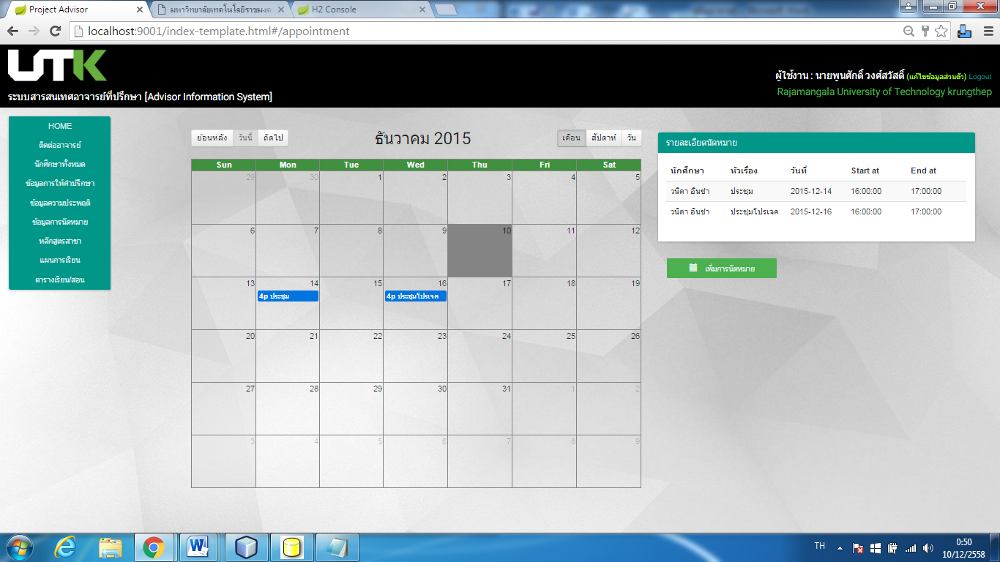 Project Advisor
มหาวิทยาลัยเทคโนโลยีราชมงค
H2 Console
localhost:9001/index-template.html#/appointment
UTK
ระบบสารสนเทศอาจารย์ที่ปรึกษา [Advisor Information System]
ผู้ใช้งาน : นายพูนศักดิ์ วงศ์สวัสดิ์ (แก้ไขข้อมูลส่วนตัว) Logout
Rajamangala University of Technology krungthep
HOME
ติดต่ออาจารย์
นักศึกษาทั้งหมด
ข้อมูลการให้คำปรึกษา
ข้อมูลความประพฤติ
ข้อมูลการนัดหมาย
หลักสูตรสาขา
แผนการเรียน
ตารางเรียน/สอน
ย้อนหลัง วันนี้ ถัดไป
ธันวาคม 2015
เดือน สัปดาห์ วัน
Sun Mon Tue Wed Thu Fri Sat
29 30 1 2 3 4 5
6 7 8 9 10 11 12
13 14 15 16 17 18 19
4p ประชุม 4p ประชุมโปรเจค
20 21 22 23 24 25 26
27 28 29 30 31 1 2
3 4 5 6 7 8 9
รายละเอียดนัดหมาย
นักศึกษา หัวเรื่อง วันที่ Start at End at
วนิดา อินชา ประชุม 2015-12-14 16:00:00 17:00:00
วนิดา อินชา ประชุมโปรเจค 2015-12-16 16:00:00 17:00:00
เพิ่มการนัดหมาย
TH
0:50
10/12/2558